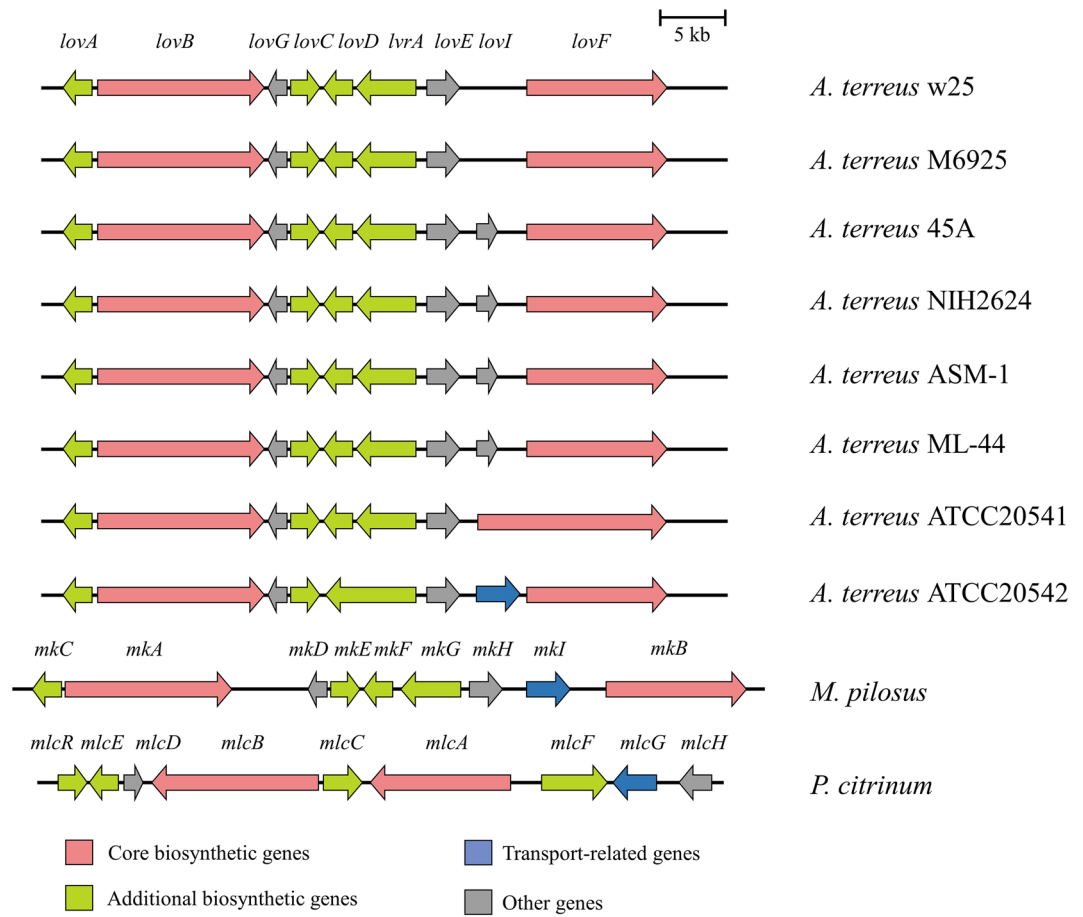 5 kb
lovA lovB lovG lovC lovD lvrA lovE lovI lovF
A. terreus w25
A. terreus M6925
A. terreus 45A
A. terreus NIH2624
A. terreus ASM-1
A. terreus ML-44
A. terreus ATCC20541
A. terreus ATCC20542
mkC mkA mkD mkE mkF mkG mkH mkI mkB
M. pilosus
mlcR mlcE mlcD mlcB mlcC mlcA mlcF mlcG mlcH
P. citrinum
Core biosynthetic genes
Transport-related genes
Additional biosynthetic genes
Other genes